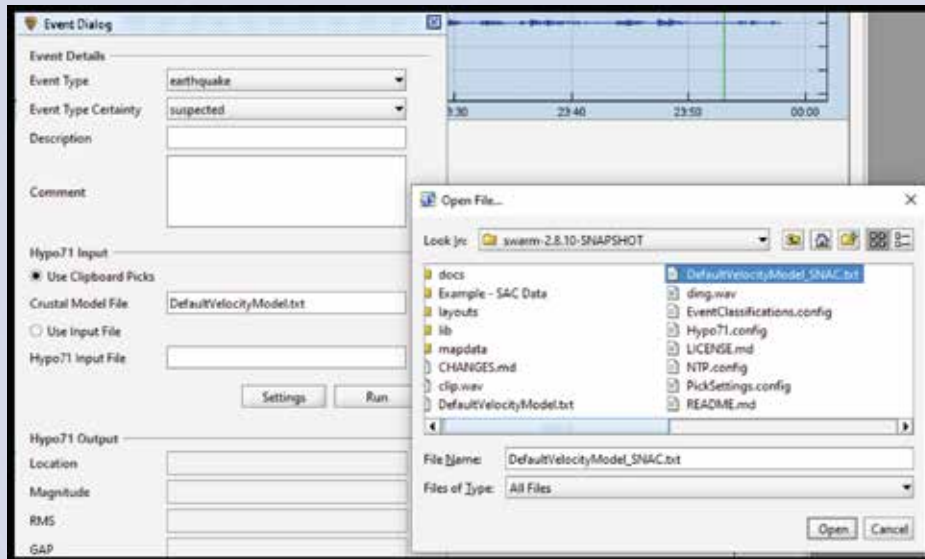 Event Dialog
Event Details
Event Type earthquake
Event Type Certainty suspected
Description
Comment
Hypo71 Input
Use Clipboard Picks
Crustal Model File DefaultVelocityModel.txt
Use Input File
Hypo71 Input File
Settings Run
Hypo71 Output
Location
Magnitude
RMS
GAP
23:40 23:50 00:00
Open File...
Look In: swarm-2.8.10-SNAPSHOT
docs
Example - SAC Data
layouts
lib
mapdata
CHANGES.md
clip.wav
DefaultVelocityModel.txt
DefaultVelocityModel_SNAC.txt
ding.wav
EventClassifications.config
Hypo71.config
LICENSE.md
NTP.config
PickSettings.config
README.md
File Name: DefaultVelocityModel_SNAC.txt
Files of Type: All Files
Open Cancel